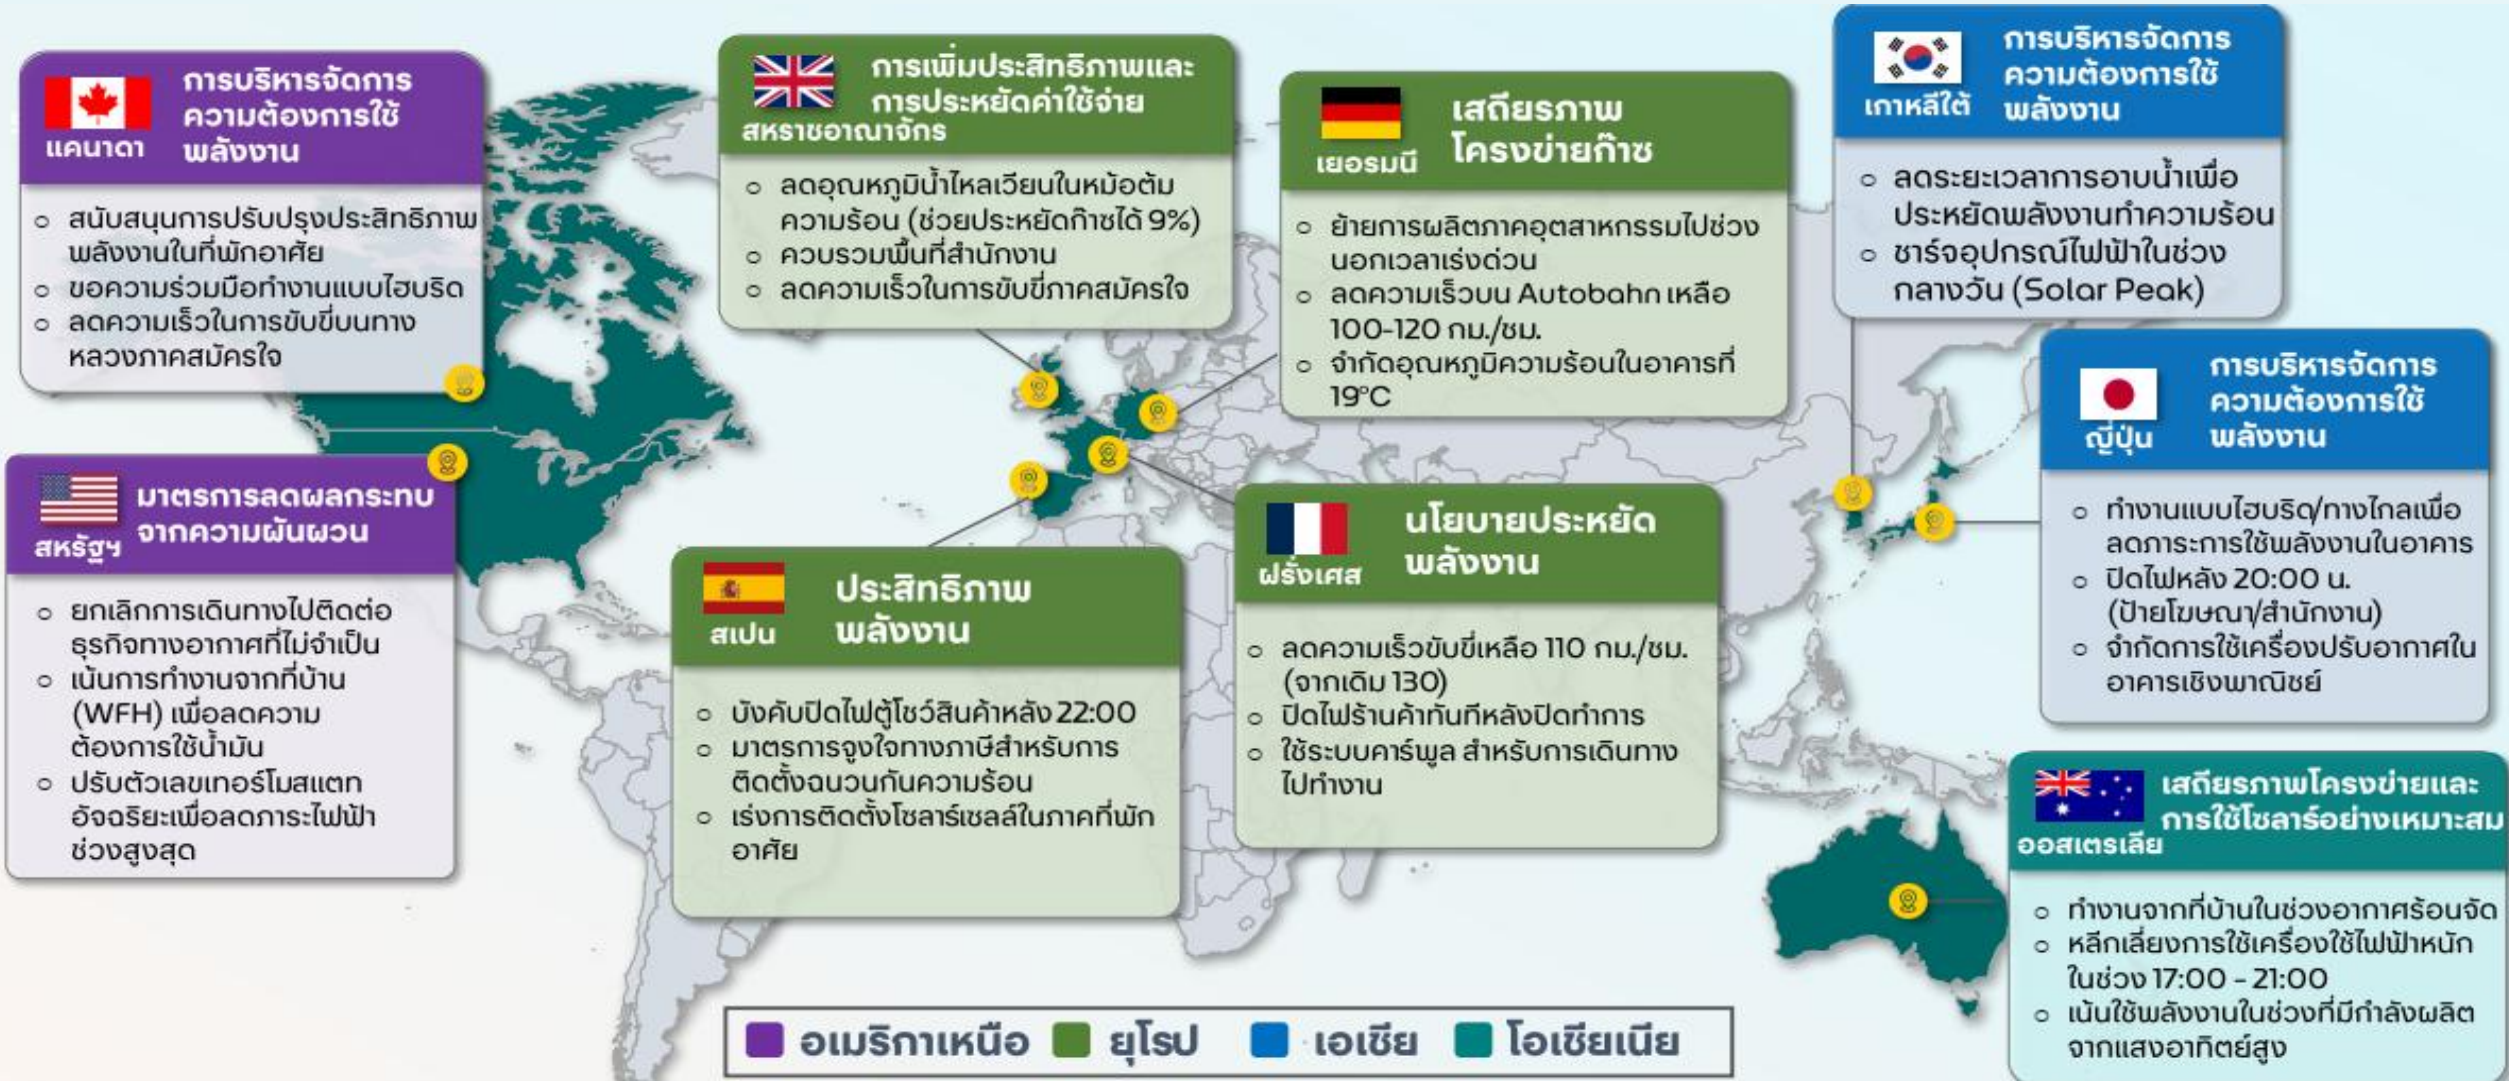 แคนาดา
การบริหารจัดการ
ความต้องการใช้
พลังงาน
o สนับสนุนการปรับปรุงประสิทธิภาพ
พลังงานในที่พักอาศัย
o ขอความร่วมมือทำงานแบบไฮบริด
o ลดความเร็วในการขับขี่บนทาง
หลวงภาคสมัครใจ
สหรัฐฯ
มาตรการลดผลกระทบ
จากความผันผวน
o ยกเลิกการเดินทางไปติดต่อ
ธุรกิจทางอากาศที่ไม่จำเป็น
o เน้นการทำงานจากที่บ้าน
(WFH) เพื่อลดความ
ต้องการใช้น้ำมัน
o ปรับตัวเลขเทอร์โมสแตท
อัจฉริยะเพื่อลดภาระไฟฟ้า
ช่วงสูงสุด
สหราชอาณาจักร
การเพิ่มประสิทธิภาพและ
การประหยัดค่าใช้จ่าย
o ลดอุณหภูมิน้ำไหลเวียนในหม้อต้ม
ความร้อน (ช่วยประหยัดก๊าซได้ 9%)
o ควบรวมพื้นที่สำนักงาน
o ลดความเร็วในการขับขี่ภาคสมัครใจ
สเปน
ประสิทธิภาพ
พลังงาน
o บังคับปิดไฟตู้โชว์สินค้าหลัง 22:00
o มาตรการจูงใจทางภาษีสำหรับการ
ติดตั้งฉนวนกันความร้อน
o เร่งการติดตั้งโซลาร์เซลล์ในภาคที่พัก
อาศัย
เยอรมนี
เสถียรภาพ
โครงข่ายก๊าซ
o ย้ายการผลิตภาคอุตสาหกรรมไปช่วง
นอกเวลาเร่งด่วน
o ลดความเร็วบน Autobahn เหลือ
100-120 กม./ชม.
o จำกัดอุณหภูมิความร้อนในอาคารที่
19°C
ฝรั่งเศส
นโยบายประหยัด
พลังงาน
o ลดความเร็วขับขี่เหลือ 110 กม./ชม.
(จากเดิม 130)
o ปิดไฟร้านค้าทันทีหลังปิดทำการ
o ใช้ระบบคาร์พูล สำหรับการเดินทาง
ไปทำงาน
เกาหลีใต้
การบริหารจัดการ
ความต้องการใช้
พลังงาน
o ลดระยะเวลาการอาบน้ำเพื่อ
ประหยัดพลังงานทำความร้อน
o ชาร์จอุปกรณ์ไฟฟ้าในช่วง
กลางวัน (Solar Peak)
ญี่ปุ่น
การบริหารจัดการ
ความต้องการใช้
พลังงาน
o ทำงานแบบไฮบริด/ทางไกลเพื่อ
ลดภาระการใช้พลังงานในอาคาร
o ปิดไฟหลัง 20:00 น.
(ป้ายโฆษณา/สำนักงาน)
o จำกัดการใช้เครื่องปรับอากาศใน
อาคารเชิงพาณิชย์
ออสเตรเลีย
เสถียรภาพโครงข่ายและ
การใช้โซลาร์อย่างเหมาะสม
o ทำงานจากที่บ้านในช่วงอากาศร้อนจัด
o หลีกเลี่ยงการใช้เครื่องใช้ไฟฟ้าหนัก
ในช่วง 17:00 - 21:00
o เน้นใช้พลังงานในช่วงที่มีกำลังผลิต
จากแสงอาทิตย์สูง
อเมริกาเหนือ ยุโรป เอเชีย โอเชียเนีย